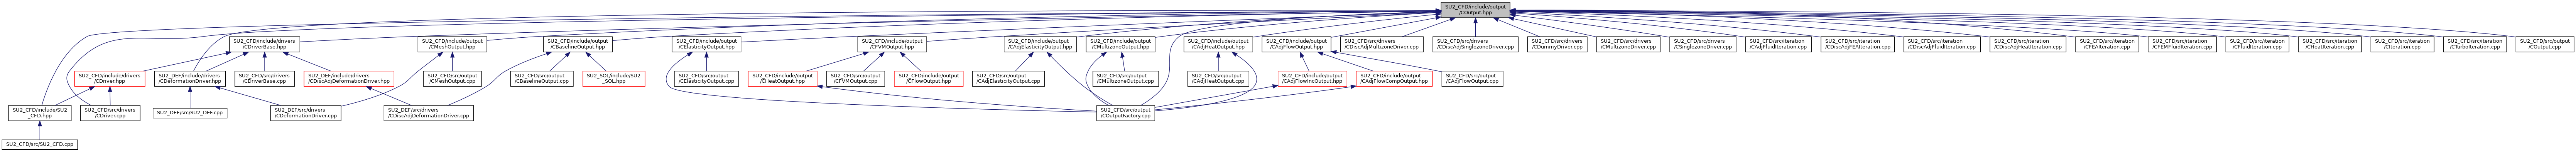 SU2_CFD/include/output
/COutput.hpp
SU2_CFD/include/drivers
/CDriverBase.hpp
SU2_CFD/include/output
/CMeshOutput.hpp
SU2_CFD/include/output
/CBaselineOutput.hpp
SU2_CFD/include/output
/CElasticityOutput.hpp
SU2_CFD/include/output
/CFVMOutput.hpp
SU2_CFD/include/output
/CAdjElasticityOutput.hpp
SU2_CFD/include/output
/CMultizoneOutput.hpp
SU2_CFD/include/output
/CAdjHeatOutput.hpp
SU2_CFD/include/output
/CAdjFlowOutput.hpp
SU2_CFD/src/drivers
/CDiscAdjMultizoneDriver.cpp
SU2_CFD/src/drivers
/CDiscAdjSinglezoneDriver.cpp
SU2_CFD/src/drivers
/CDummyDriver.cpp
SU2_CFD/src/drivers
/CMultizoneDriver.cpp
SU2_CFD/src/drivers
/CSinglezoneDriver.cpp
SU2_CFD/src/iteration
/CAdjFluidIteration.cpp
SU2_CFD/src/iteration
/CDiscAdjFEAIteration.cpp
SU2_CFD/src/iteration
/CDiscAdjFluidIteration.cpp
SU2_CFD/src/iteration
/CDiscAdjHeatIteration.cpp
SU2_CFD/src/iteration
/CFEAIteration.cpp
SU2_CFD/src/iteration
/CFEMFluidIteration.cpp
SU2_CFD/src/iteration
/CFluidIteration.cpp
SU2_CFD/src/iteration
/CHeatIteration.cpp
SU2_CFD/src/iteration
/CIteration.cpp
SU2_CFD/src/iteration
/CTurboIteration.cpp
SU2_CFD/src/output
/COutput.cpp
SU2_CFD/include/drivers
/CDriver.hpp
SU2_DEF/include/drivers
/CDeformationDriver.hpp
SU2_CFD/src/drivers
/CDriverBase.cpp
SU2_DEF/include/drivers
/CDiscAdjDeformationDriver.hpp
SU2_CFD/src/output
/CMeshOutput.cpp
SU2_CFD/src/output
/CBaselineOutput.cpp
SU2_SOL/include/SU2
_SOL.hpp
SU2_CFD/src/output
/CElasticityOutput.cpp
SU2_CFD/include/output
/CHeatOutput.hpp
SU2_CFD/src/output
/CFVMOutput.cpp
SU2_CFD/include/output
/CFlowOutput.hpp
SU2_CFD/src/output
/CAdjElasticityOutput.cpp
SU2_CFD/src/output
/CMultizoneOutput.cpp
SU2_CFD/src/output
/CAdjHeatOutput.cpp
SU2_CFD/include/output
/CAdjFlowIncOutput.hpp
SU2_CFD/include/output
/CAdjFlowCompOutput.hpp
SU2_CFD/src/output
/CAdjFlowOutput.cpp
SU2_CFD/include/SU2
_CFD.hpp
SU2_CFD/src/drivers
/CDriver.cpp
SU2_DEF/src/SU2_DEF.cpp
SU2_DEF/src/drivers
/CDeformationDriver.cpp
SU2_DEF/src/drivers
/CDiscAdjDeformationDriver.cpp
SU2_CFD/src/output
/COutputFactory.cpp
SU2_CFD/src/SU2_CFD.cpp